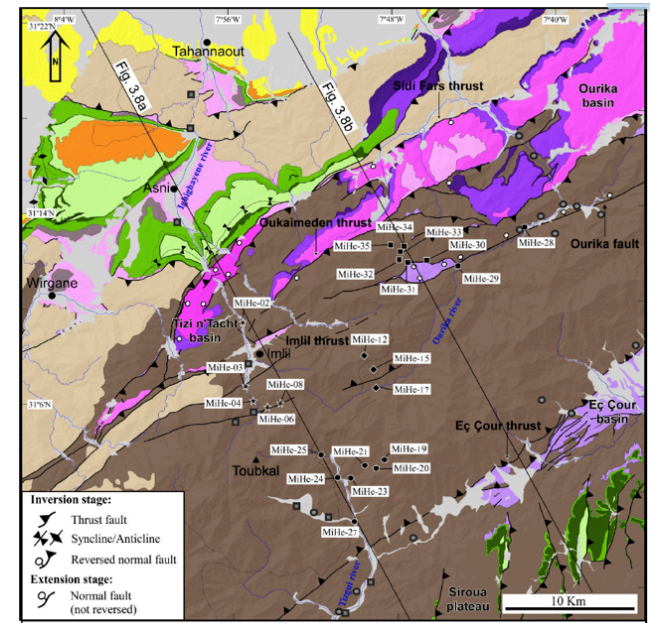 8°4'W
7°56
7°48
7°40
31°22N
N
Tahannaout
Fig. 3.8a
Fig. 3.8b
Sidi Fars thrust
Ourika
basin
Asni
31°14N
Oukaimeden thrust
MiHe-34
MiHe-33
MiHe-35
MiHe-30
MiHe-28
Ourika fault
MiHe-32
MiHe-29
MiHe-31
Wirgane
MiHe-02
Ourika river
Tizi n'Tacht
basin
Imlil thrust
MiHe-12
Imlil
MiHe-15
MiHe-03
MiHe-08
MiHe-17
31°6N
MiHe-04
MiHe-06
Eç Çour thrust
Eç Çour
basin
MiHe-25
MiHe-21
MiHe-19
Toubkal
MiHe-20
MiHe-24
MiHe-23
MiHe-27
Inversion stage:
Thrust fault
Syncline/Anticline
Reversed normal fault
Extension stage:
Normal fault
(not reversed)
Siroua
plateau
10 Km